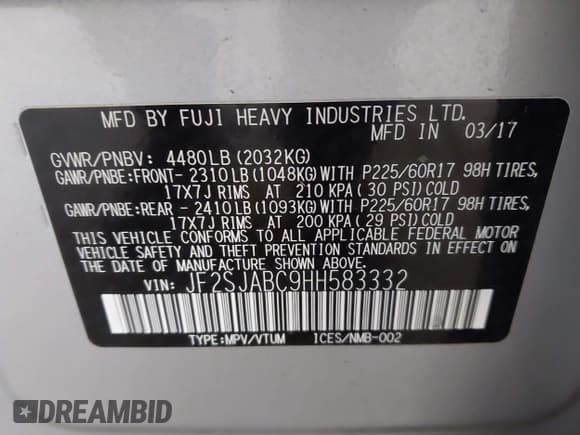 MFD BY FUJI HEAVY INDUSTRIES LTD.
MFD IN 03/17
GVWR/PNBV: 4480LB (2032KG)
GAWR/PNBE:FRONT- 2310LB (1048KG) WITH P225/60R17 98H TIRES,
17X7J RIMS AT 210 KPA ( 30 PSI) COLD
GAWR/PNBE:REAR - 2410LB (1093KG) WITH P225/60R17 98H TIRES,
17X7J RIMS AT 200 KPA ( 29 PSI) COLD
THIS VEHICLE CONFORMS TO ALL APPLICABLE FEDERAL MOTOR
VEHICLE SAFETY AND THEFT PREVENTION STANDARDS IN EFFECT
ON THE DATE OF MANUFACTURE SHOWN ABOVE.
VIN: JF2SJABC9HH583332
TYPE:MPV/VTUM ICES/NMB-002
DREAMBID